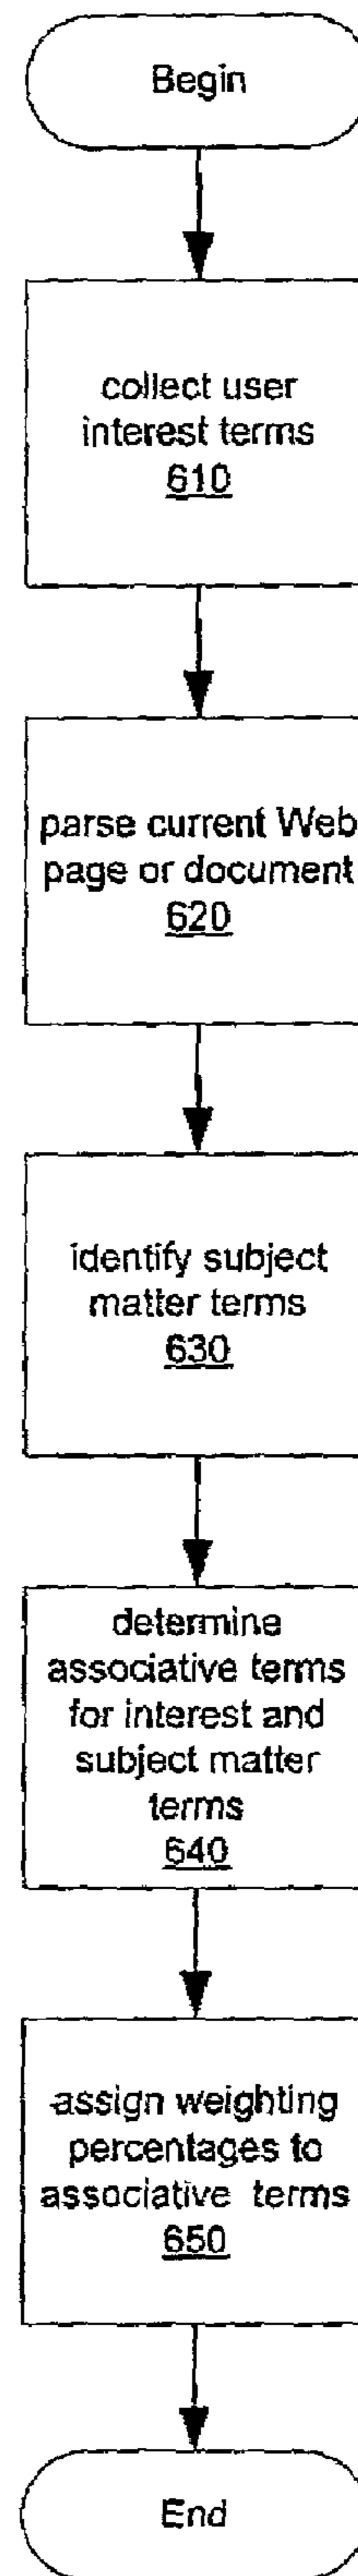 Begin
collect user
interest terms
610
parse current Web
page or document
620
identify subject
matter terms
630
determine
associative terms
for interest and
subject matter
terms
640
assign weighting
percentages to
associative terms
650
End